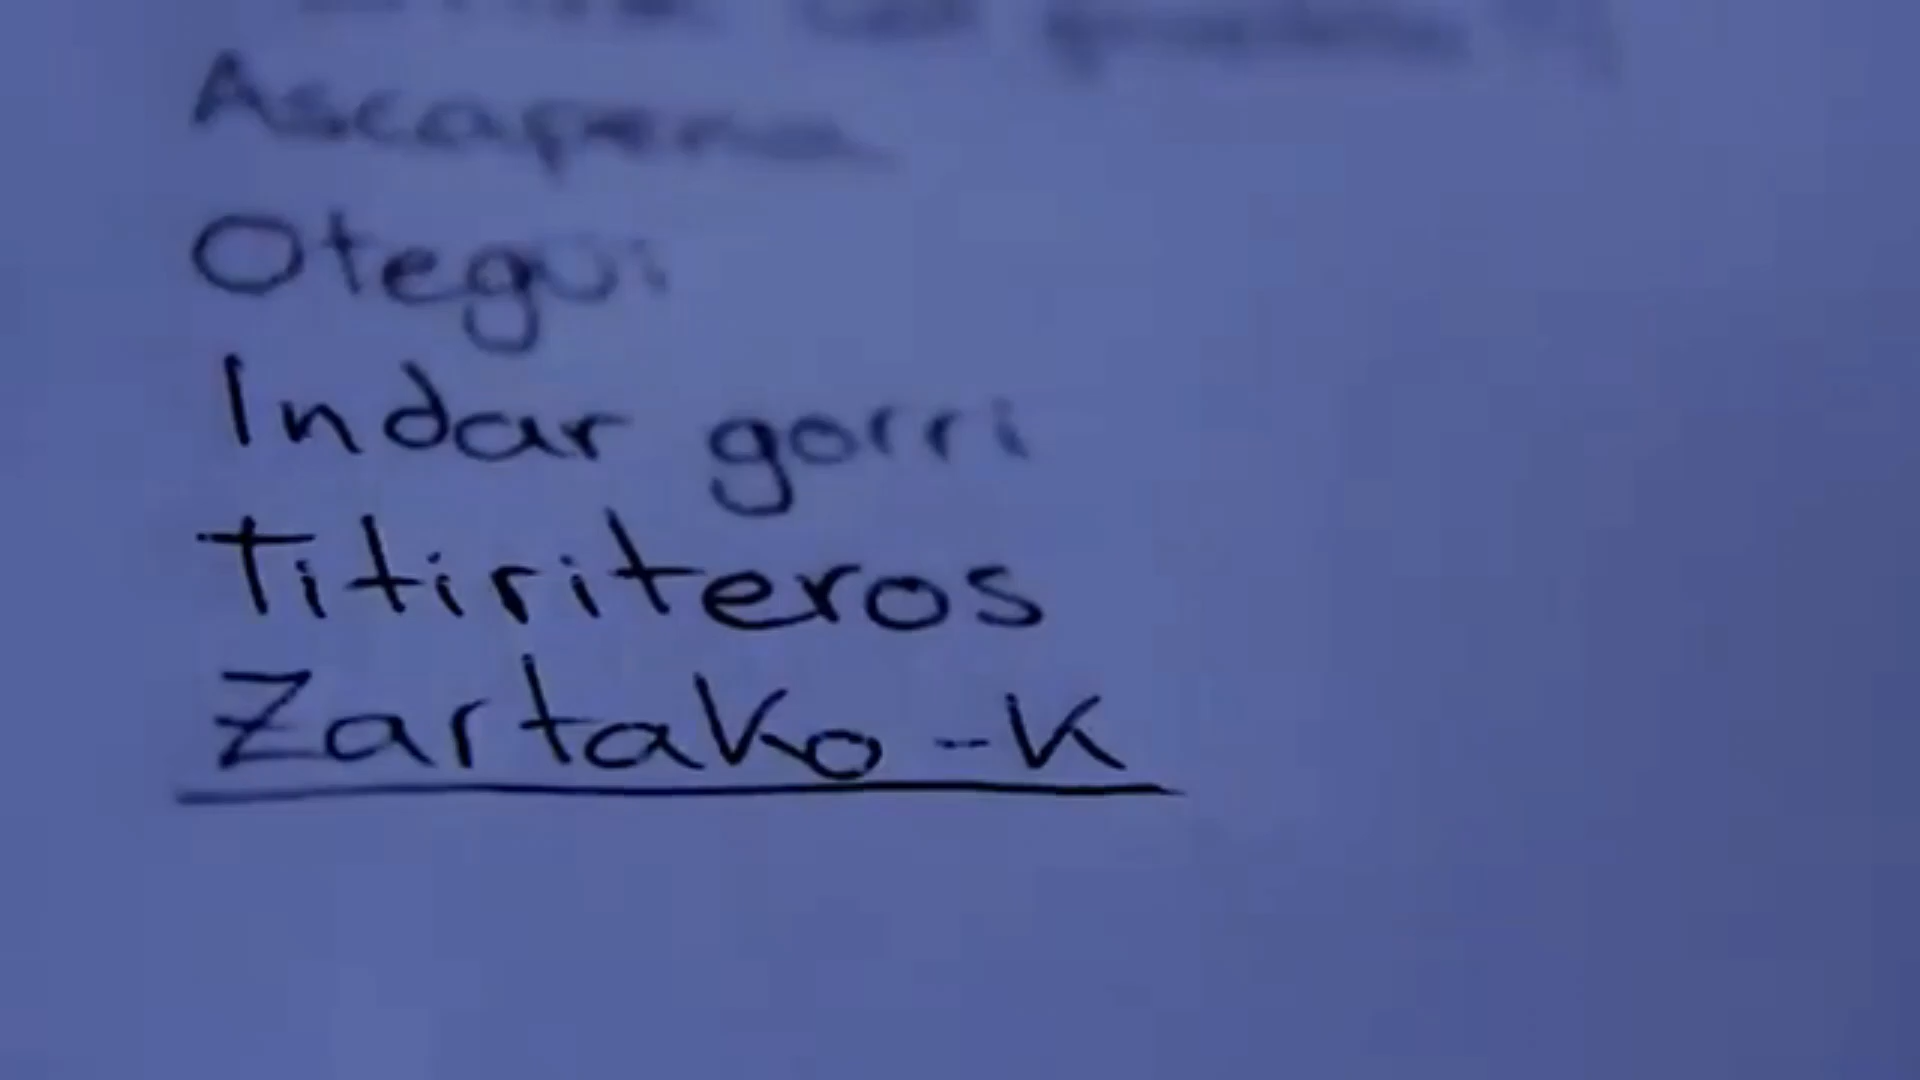 Ascapena
Otegui
Indar gorri
Titiriteros
Zartako-K